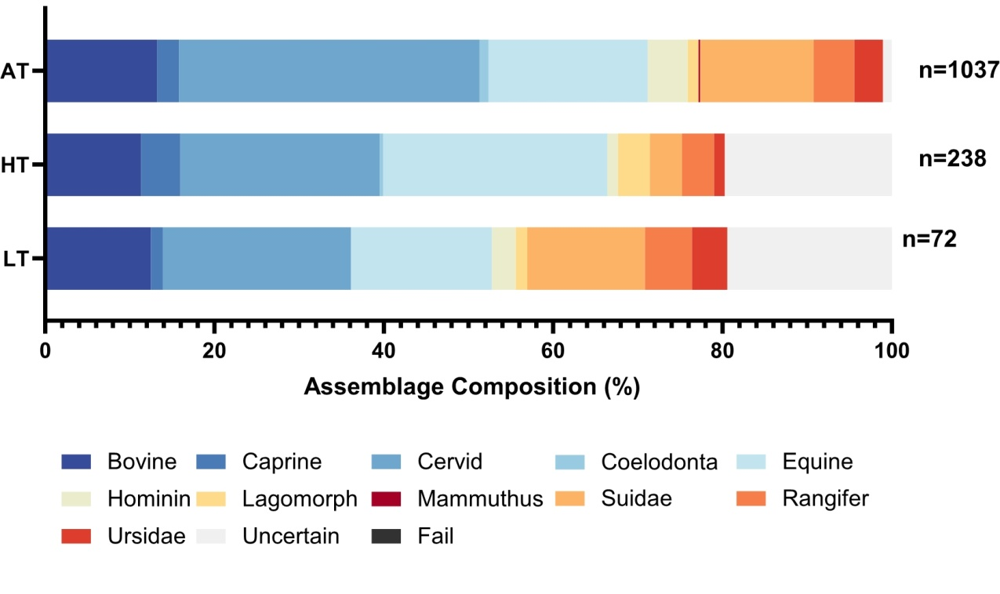 AT n=1037
HT n=238
LT n=72
0 20 40 60 80 100
Assemblage Composition (%)
Bovine Caprine Cervid Coelodonta Equine
Hominin Lagomorph Mammuthus Suidae Rangifer
Ursidae Uncertain Fail